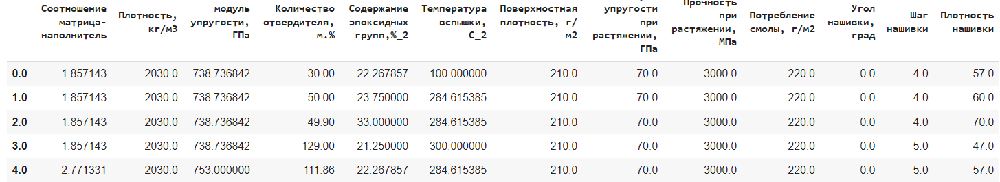 Соотношение матрица-наполнитель Плотность, кг/м3 модуль упругости, ГПа Количество отвердителя, м.% Содержание эпоксидных групп,%_2 Температура вспышки, С_2 Поверхностная плотность, г/м2 упругости при растяжении, ГПа Прочность при растяжении, МПа Потребление смолы, г/м2 Угол нашивки, град Шаг нашивки Плотность нашивки
0.0 1.857143 2030.0 738.736842 30.00 22.267857 100.000000 210.0 70.0 3000.0 220.0 0.0 4.0 57.0
1.0 1.857143 2030.0 738.736842 50.00 23.750000 284.615385 210.0 70.0 3000.0 220.0 0.0 4.0 60.0
2.0 1.857143 2030.0 738.736842 49.90 33.000000 284.615385 210.0 70.0 3000.0 220.0 0.0 4.0 70.0
3.0 1.857143 2030.0 738.736842 129.00 21.250000 300.000000 210.0 70.0 3000.0 220.0 0.0 5.0 47.0
4.0 2.771331 2030.0 753.000000 111.86 22.267857 284.615385 210.0 70.0 3000.0 220.0 0.0 5.0 57.0